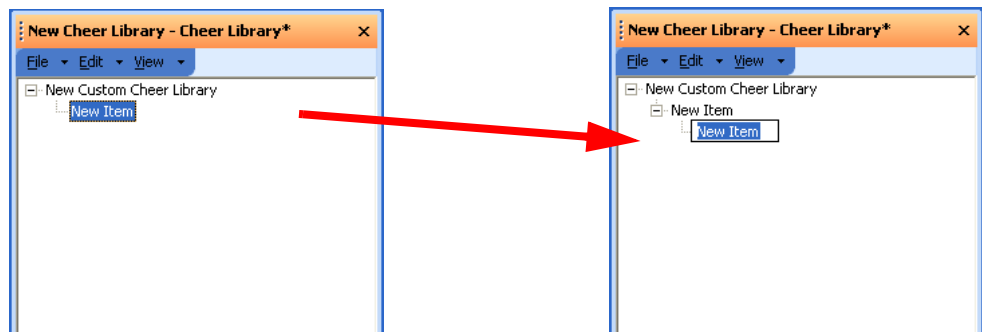 New Cheer Library - Cheer Library*
File Edit View
New Custom Cheer Library
New Item
New Cheer Library - Cheer Library*
File Edit View
New Custom Cheer Library
New Item
New Item